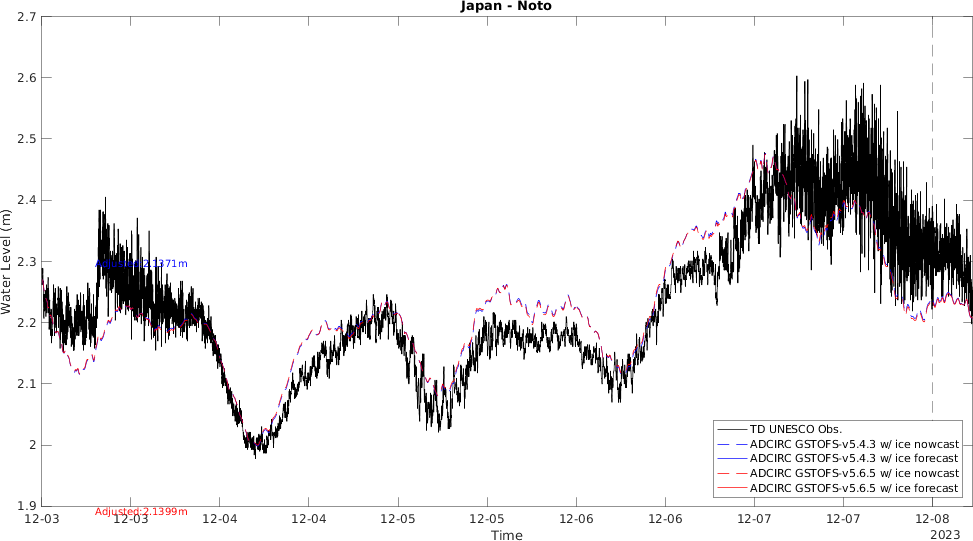 Japan - Noto
2.7
2.6
2.5
2.4
2.3
2.2
2.1
2
1.9
Water Level (m)
Adjusted:2.1371m
Adjusted:2.1399m
TD UNESCO Obs.
ADCIRC GSTOFS-v5.4.3 w/ ice nowcast
ADCIRC GSTOFS-v5.4.3 w/ ice forecast
ADCIRC GSTOFS-v5.6.5 w/ ice nowcast
ADCIRC GSTOFS-v5.6.5 w/ ice forecast
12-03 12-03 12-04 12-04 12-05 12-05 12-06 12-06 12-07 12-07 12-08
Time
2023